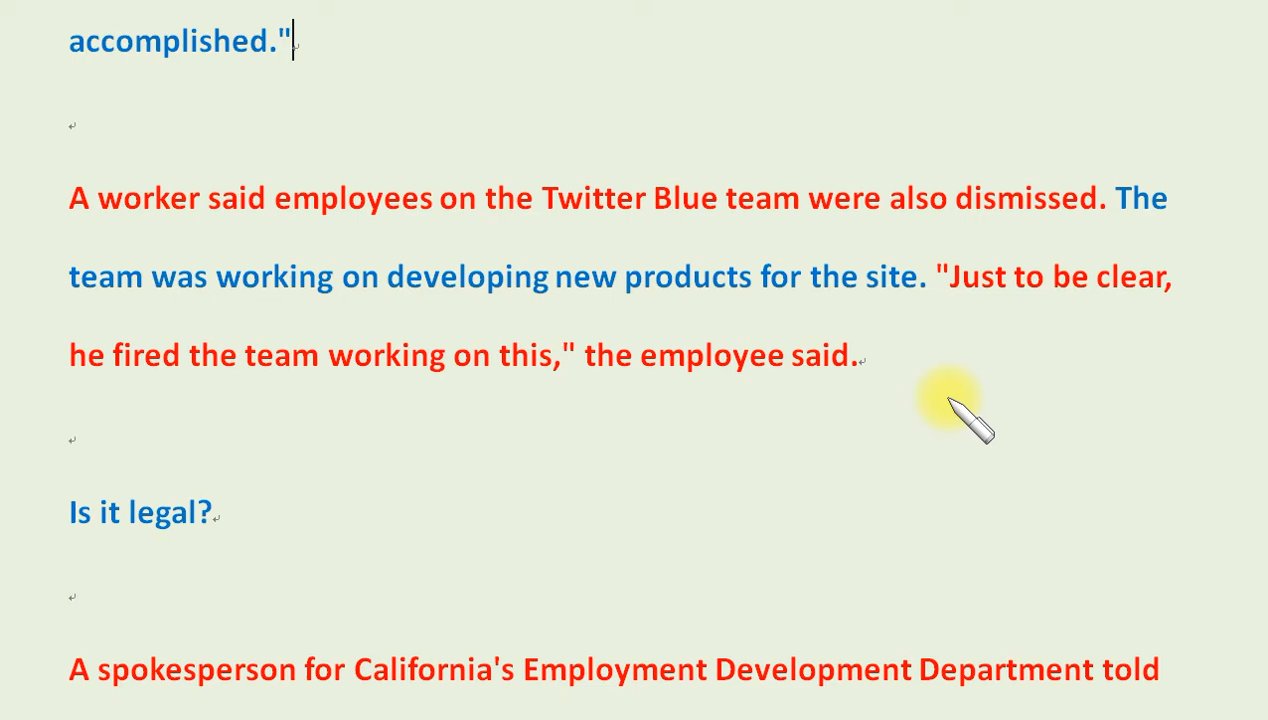 accomplished."
A worker said employees on the Twitter Blue team were also dismissed. The
team was working on developing new products for the site. "Just to be clear,
he fired the team working on this," the employee said.
Is it legal?
A spokesperson for California's Employment Development Department told